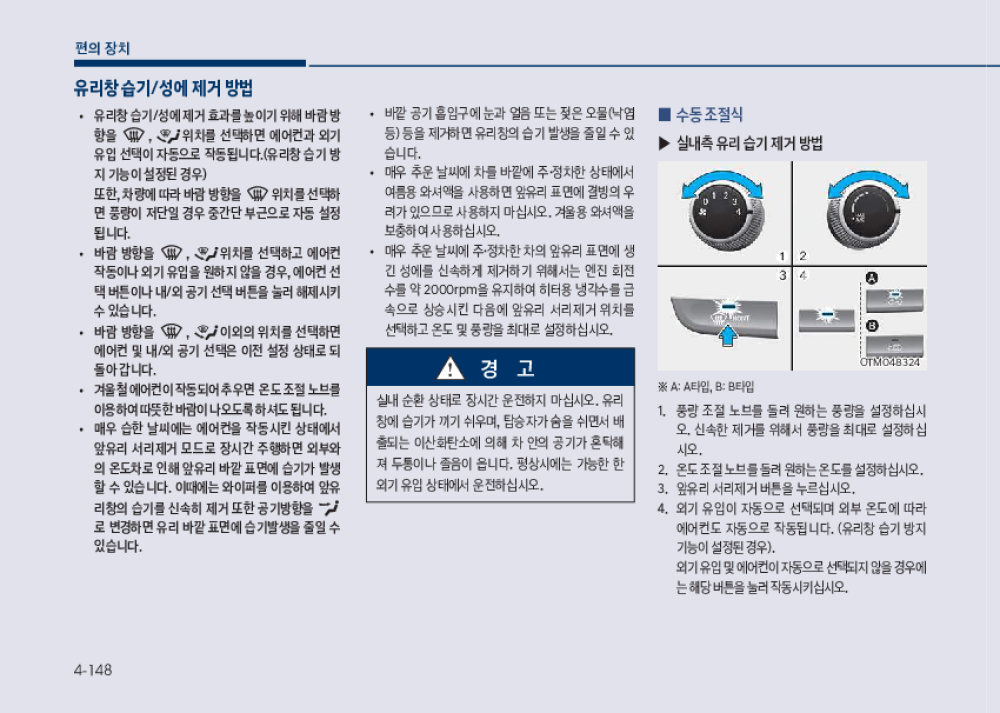 편의 장치
유리창 습기/성에 제거 방법
• 유리창 습기/성에 제거 효과를 높이기 위해 바람 방
향을 , 위치를 선택하면 에어컨과 외기
유입 선택이 자동으로 작동됩니다.(유리창 습기 방
지 기능이 설정된 경우)
또한, 차량에 따라 바람 방향을 위치를 선택하
면 풍량이 저단일 경우 중간단 부근으로 자동 설정
됩니다.
• 바람 방향을 , 위치를 선택하고 에어컨
작동이나 외기 유입을 원하지 않을 경우, 에어컨 선
택 버튼이나 내/외 공기 선택 버튼을 눌러 해제시키
수 있습니다.
• 바람 방향을 , 이외의 위치를 선택하면
에어컨 및 내/외 공기 선택은 이전 설정 상태로 되
돌아 갑니다.
• 겨울철 에어컨이 작동되어 추우면 온도 조절 노브를
이용하여 따뜻한 바람이 나오도록 하셔도 됩니다.
• 매우 습한 날씨에는 에어컨을 작동시킨 상태에서
앞유리 서리제거 모드로 장시간 주행하면 외부와
의 온도차로 인해 앞유리 바깥 표면에 습기가 발생
할 수 있습니다. 이때에는 와이퍼를 이용하여 앞유
리창의 습기를 신속히 제거 또한 공기방향을
로 변경하면 유리 바깥 표면에 습기발생을 줄일 수
있습니다.
• 바깥 공기 흡입구에 눈과 얼음 또는 젖은 오물(낙엽
등) 등을 제거하면 유리창의 습기 발생을 줄일 수 있
습니다.
• 매우 추운 날씨에 차를 바깥에 주·정차한 상태에서
여름용 와셔액을 사용하면 앞유리 표면에 결빙의 우
려가 있으므로 사용하지 마십시오. 겨울용 와셔액을
보충하여 사용하십시오.
• 매우 추운 날씨에 주·정차한 차의 앞유리 표면에 생
긴 성에를 신속하게 제거하기 위해서는 엔진 회전
수를 약 2000rpm을 유지하여 히터용 냉각수를 급
속으로 상승시킨 다음에 앞유리 서리제거 위치를
선택하고 온도 및 풍량을 최대로 설정하십시오.
경 고
실내 순환 상태로 장시간 운전하지 마십시오. 유리
창에 습기가 끼기 쉬우며, 탑승자가 숨을 쉬면서 배
출되는 이산화탄소에 의해 차 안의 공기가 혼탁해
져 두통이나 졸음이 옵니다. 평상시에는 가능한 한
외기 유입 상태에서 운전하십시오.
■ 수동 조절식
▶ 실내측 유리 습기 제거 방법
0 1 2 3 4
1 2
3 4
A
B
OTM048324
※ A: A타입, B: B타입
1. 풍량 조절 노브를 돌려 원하는 풍량을 설정하십시
오. 신속한 제거를 위해서 풍량을 최대로 설정하십
시오.
2. 온도 조절 노브를 돌려 원하는 온도를 설정하십시오.
3. 앞유리 서리제거 버튼을 누르십시오.
4. 외기 유입이 자동으로 선택되며 외부 온도에 따라
에어컨도 자동으로 작동됩니다. (유리창 습기 방지
기능이 설정된 경우).
외기 유입 및 에어컨이 자동으로 선택되지 않을 경우에
는 해당 버튼을 눌러 작동시키십시오.
4-148